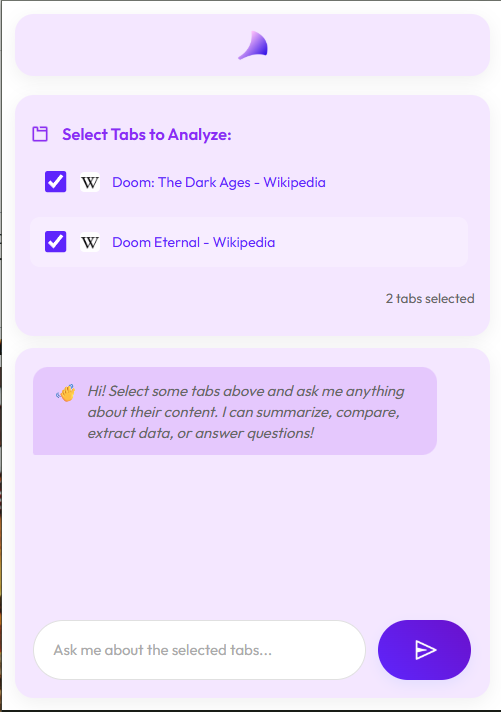 Select Tabs to Analyze:
W Doom: The Dark Ages - Wikipedia
W Doom Eternal - Wikipedia
2 tabs selected
Hi! Select some tabs above and ask me anything
about their content. I can summarize, compare,
extract data, or answer questions!
Ask me about the selected tabs...